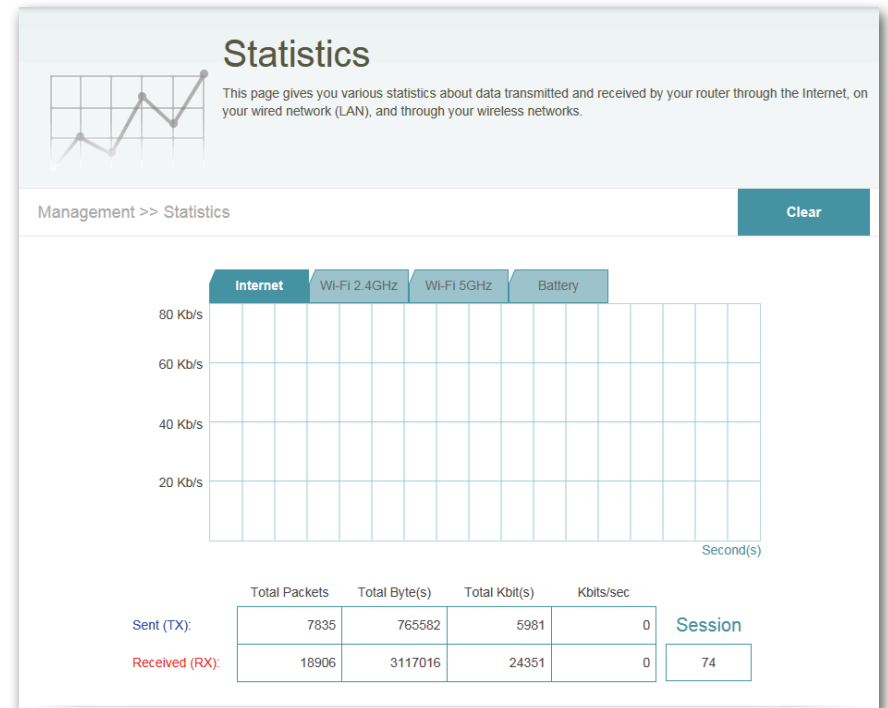 Statistics
This page gives you various statistics about data transmitted and received by your router through the Internet, on
your wired network (LAN), and through your wireless networks.
Management >> Statistics
Clear
Internet Wi-Fi 2.4GHz Wi-Fi 5GHz Battery
80 Kb/s
60 Kb/s
40 Kb/s
20 Kb/s
Second(s)
Total Packets Total Byte(s) Total Kbit(s) Kbits/sec
Sent (TX): 7835 765582 5981 0 Session
Received (RX): 18906 3117016 24351 0 74